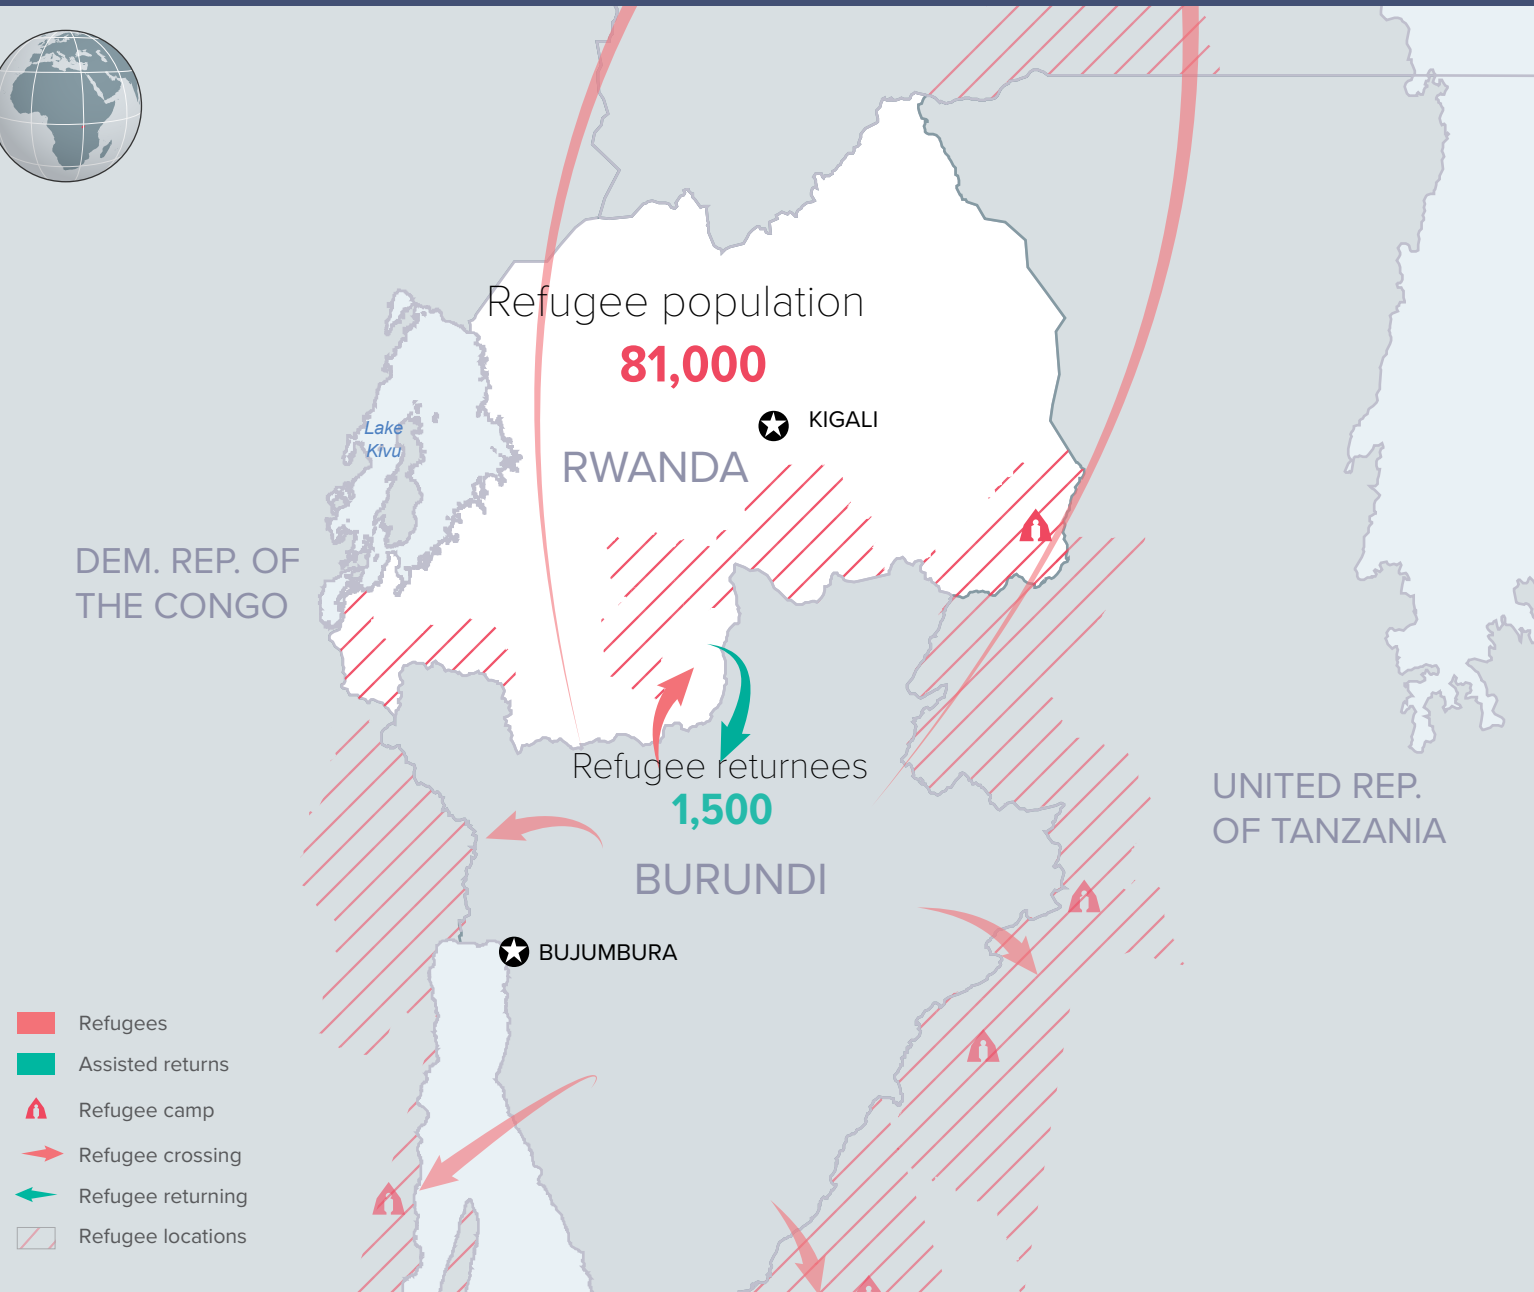 Refugee population
81,000
KIGALI
Lake
Kivu
RWANDA
DEM. REP. OF
THE CONGO
Refugee returnees
1,500
UNITED REP.
OF TANZANIA
BURUNDI
BUJUMBURA
Refugees
Assisted returns
Refugee camp
Refugee crossing
Refugee returning
Refugee locations